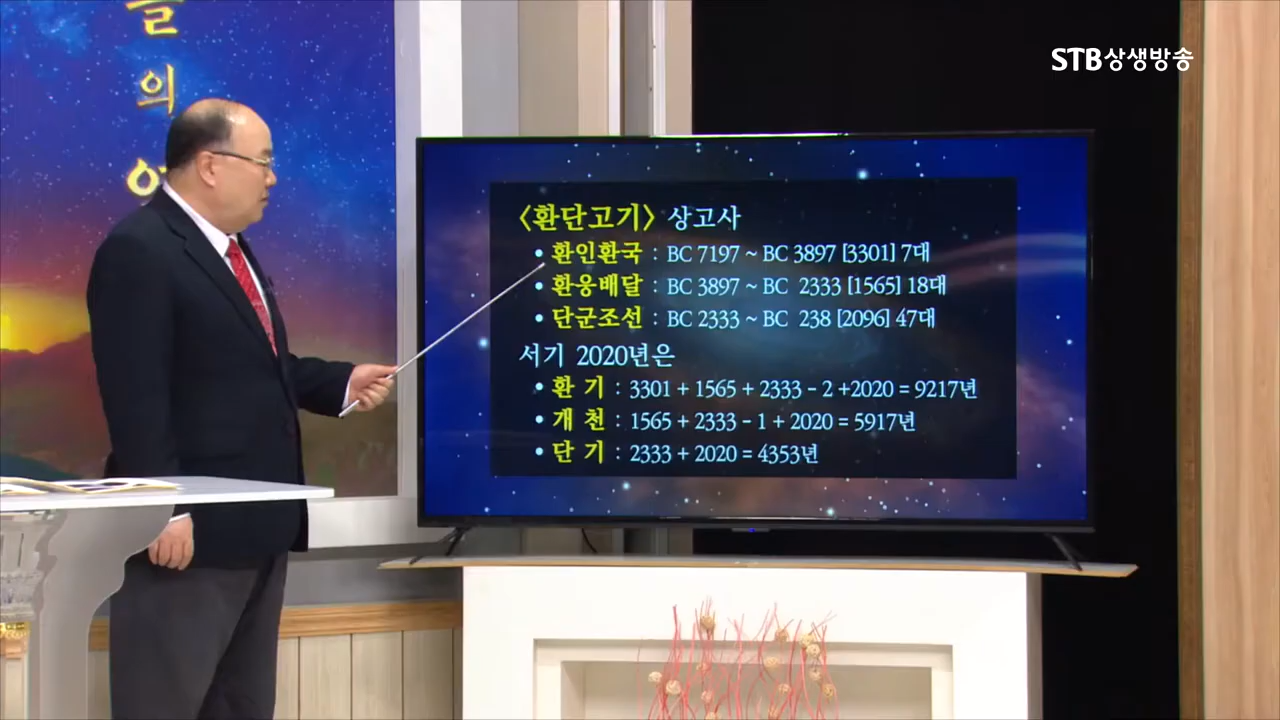 들
의
STB상생방송
〈환단고기〉 상고사
• 환인환국 : BC 7197 ~ BC 3897 [3301] 7대
• 환웅배달 : BC 3897 ~ BC 2333 [1565] 18대
• 단군조선 : BC 2333 ~ BC 238 [2096] 47대
서기 2020년은
• 환 기 : 3301 + 1565 + 2333 - 2 +2020 = 9217년
• 개 천 : 1565 + 2333 - 1 + 2020 = 5917년
• 단 기 : 2333 + 2020 = 4353년